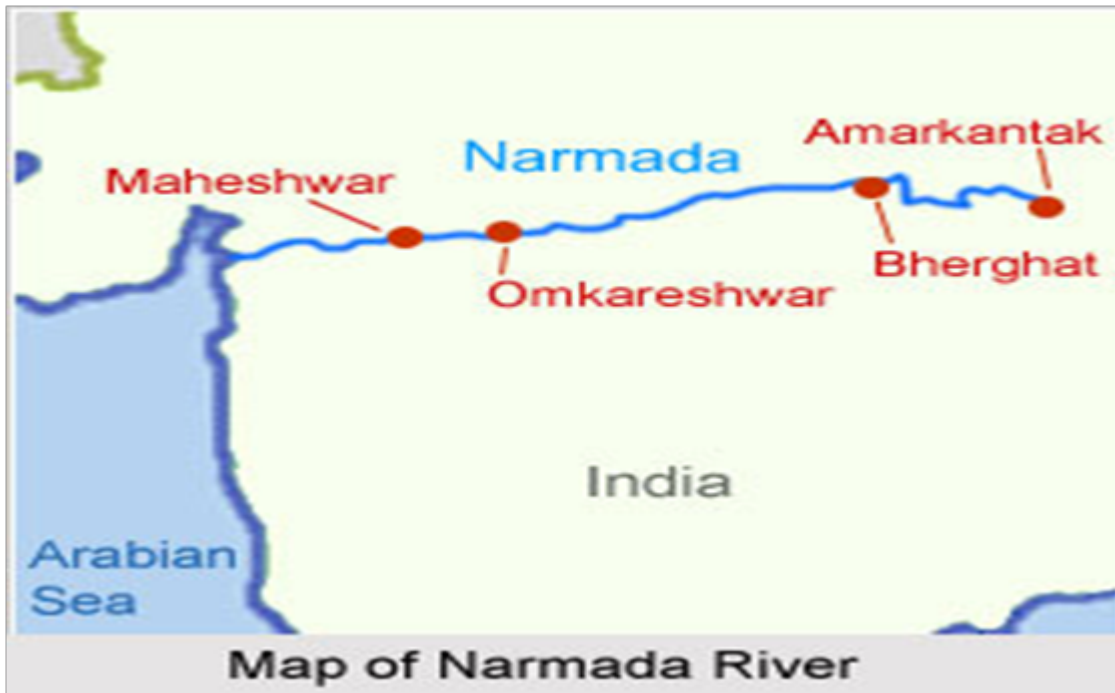 Amarkantak
Narmada
Maheshwar
Bherghat
Omkareshwar
India
Arabian
Sea
Map of Narmada River